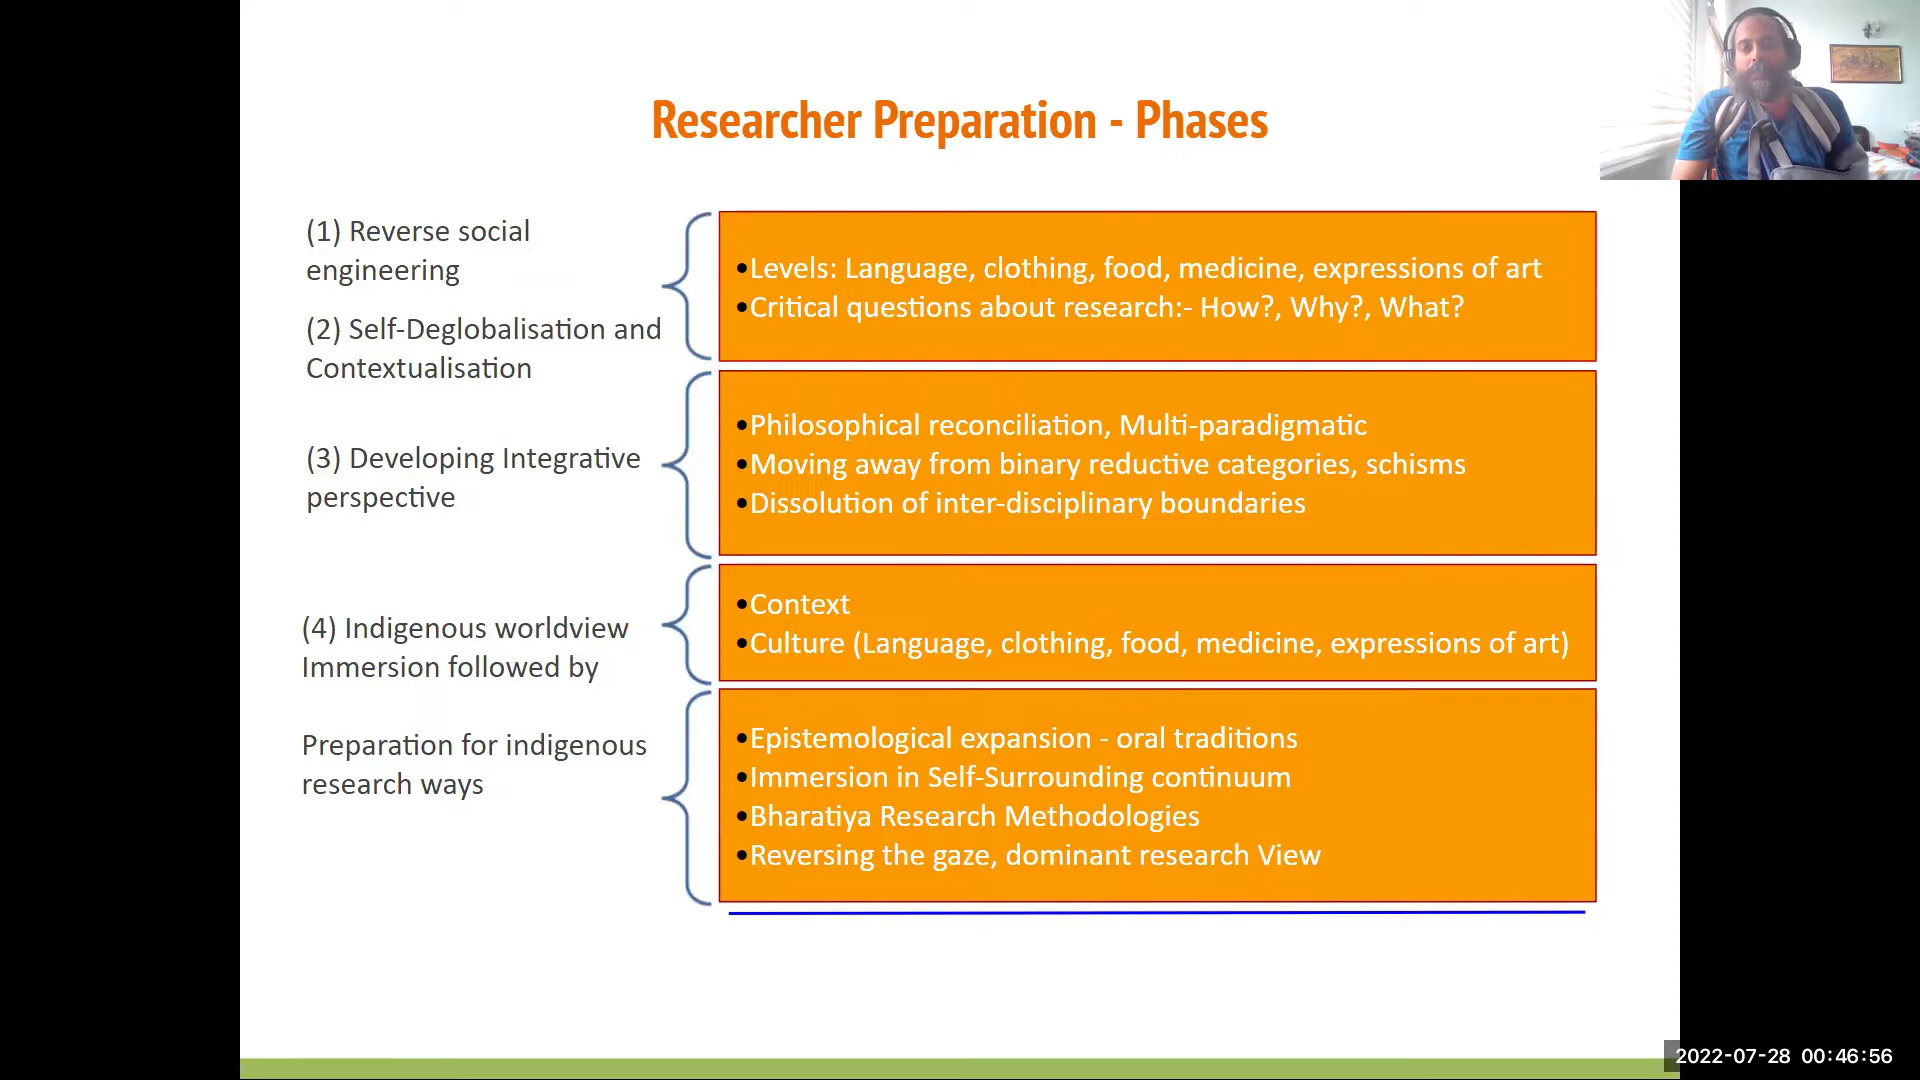 Researcher Preparation - Phases
(1) Reverse social
engineering
(2) Self-Deglobalisation and
Contextualisation
•Levels: Language, clothing, food, medicine, expressions of art
•Critical questions about research:- How?, Why?, What?
(3) Developing Integrative
perspective
•Philosophical reconciliation, Multi-paradigmatic
•Moving away from binary reductive categories, schisms
•Dissolution of inter-disciplinary boundaries
(4) Indigenous worldview
Immersion followed by
•Context
•Culture (Language, clothing, food, medicine, expressions of art)
Preparation for indigenous
research ways
•Epistemological expansion - oral traditions
•Immersion in Self-Surrounding continuum
•Bharatiya Research Methodologies
•Reversing the gaze, dominant research View
2022-07-28 00:46:56